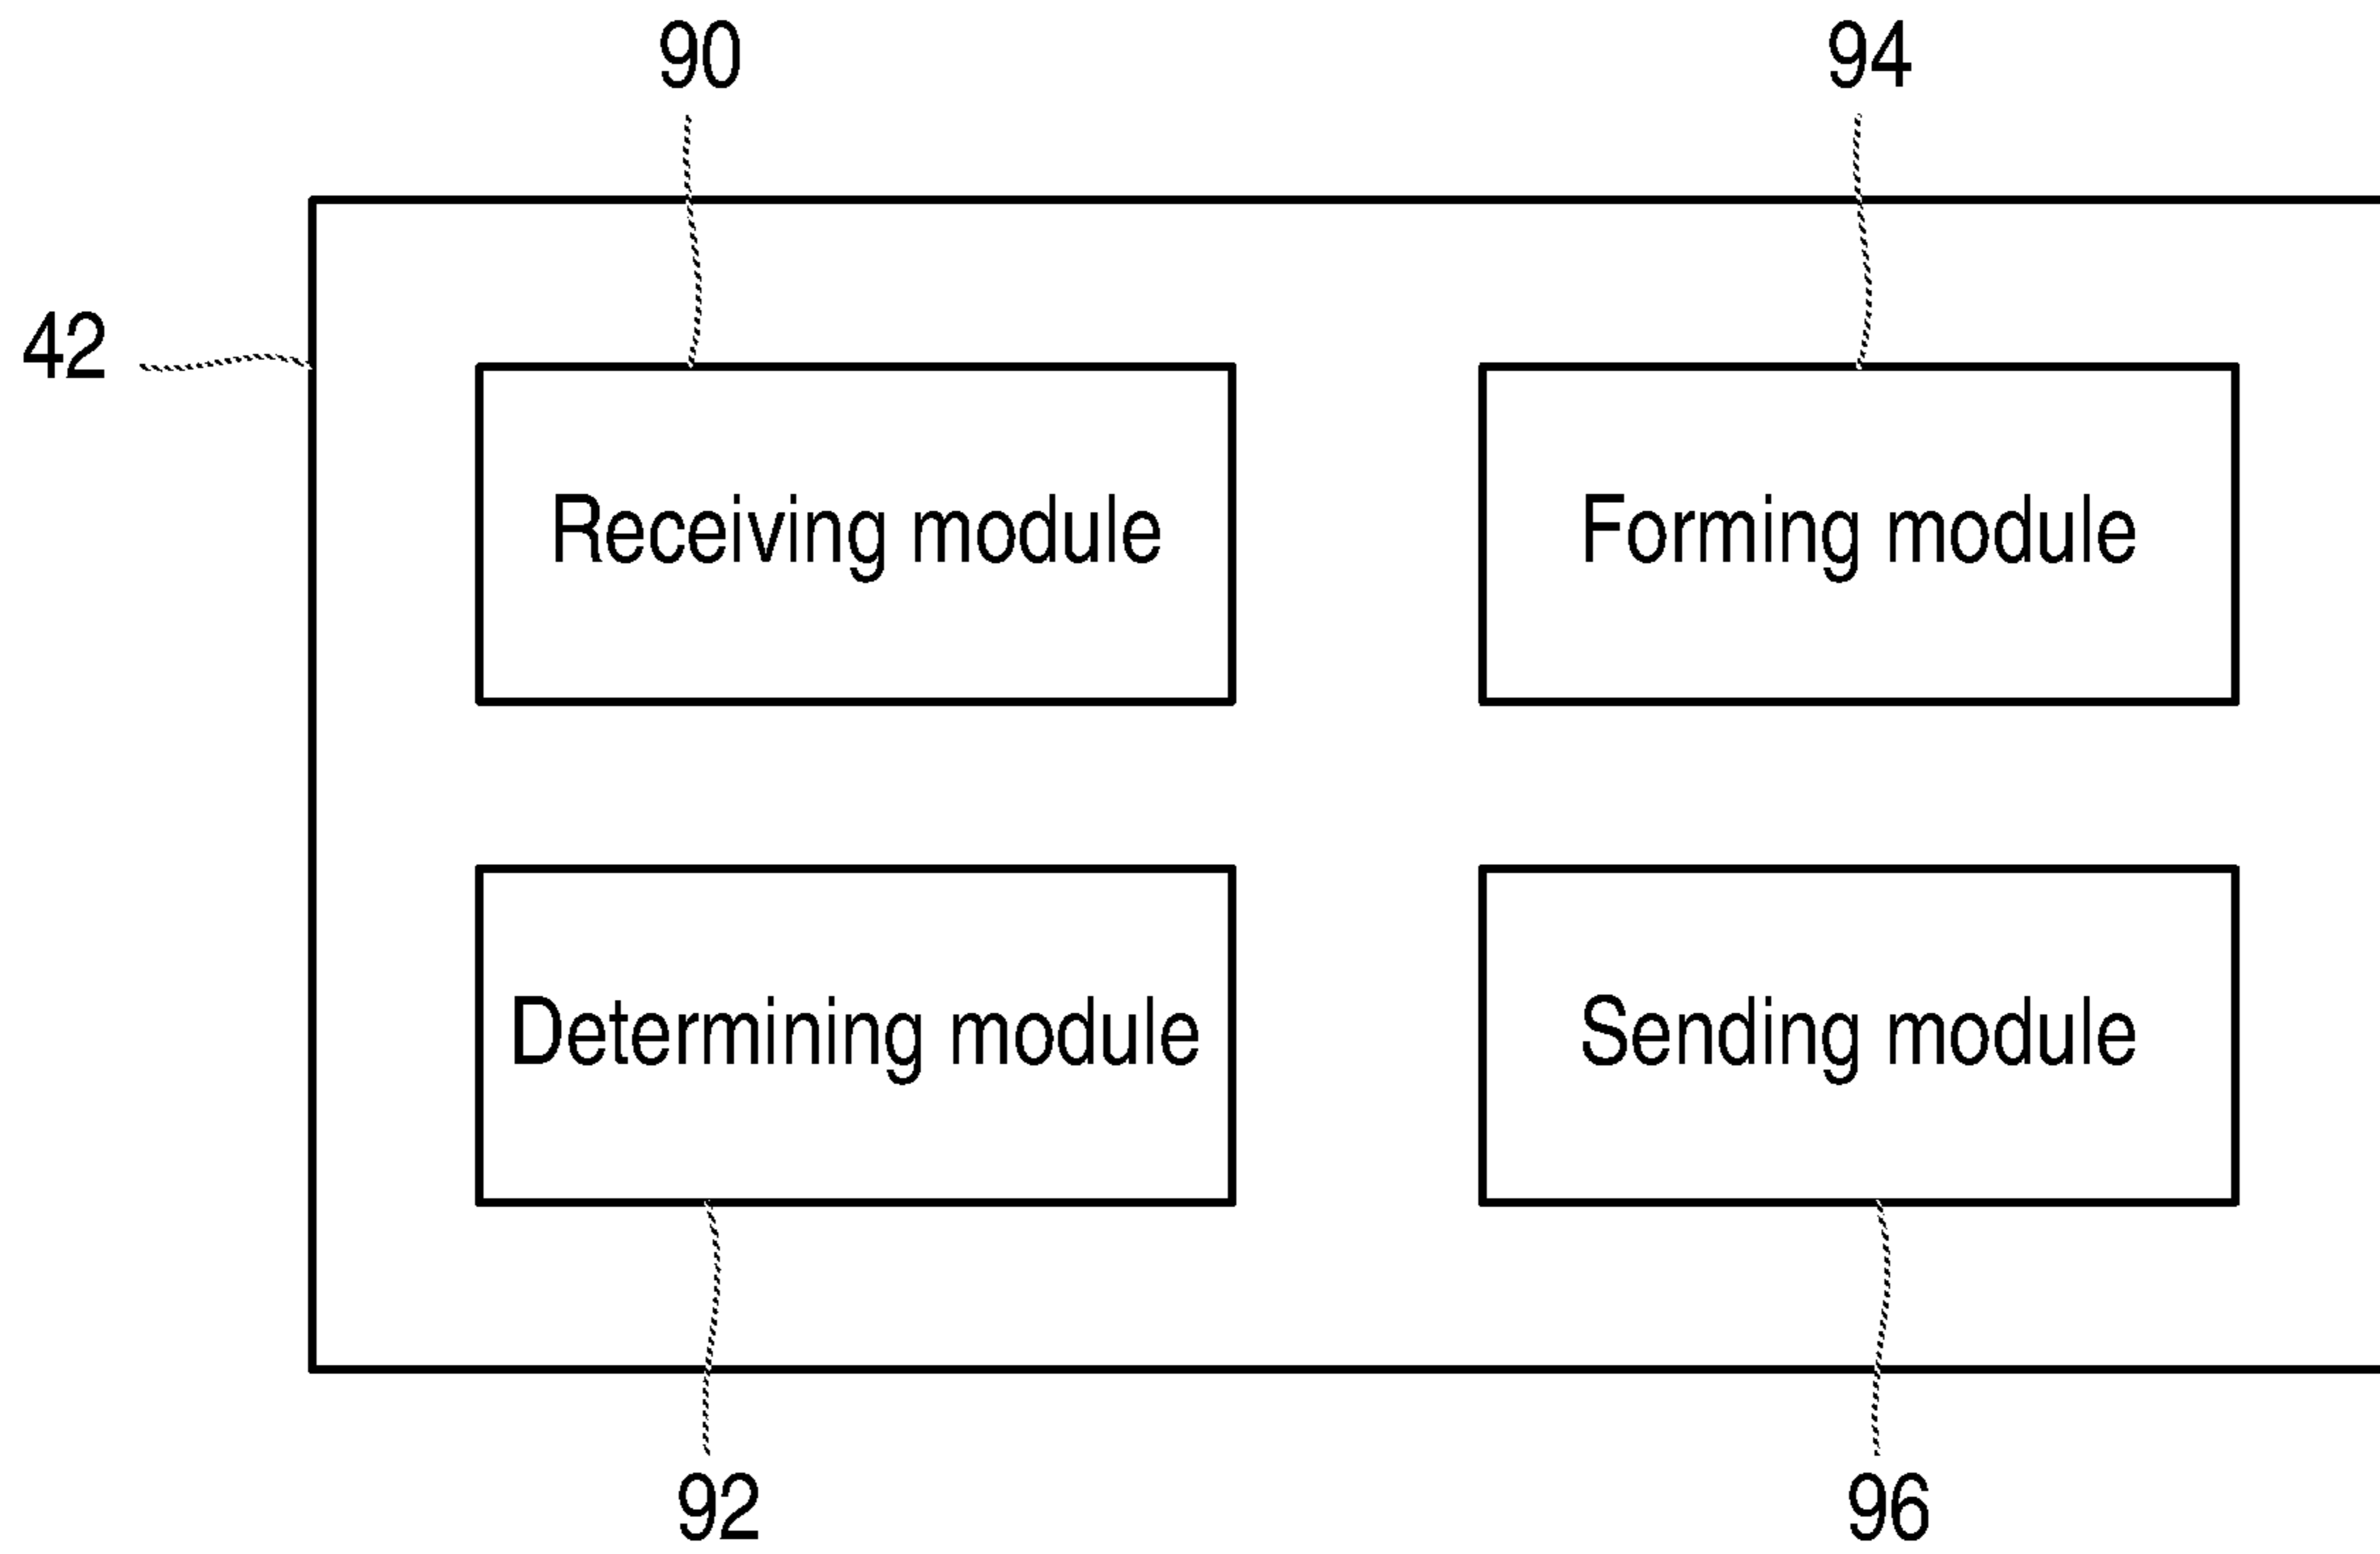 90
94
42
Receiving module
Forming module
Determining module
Sending module
92
96